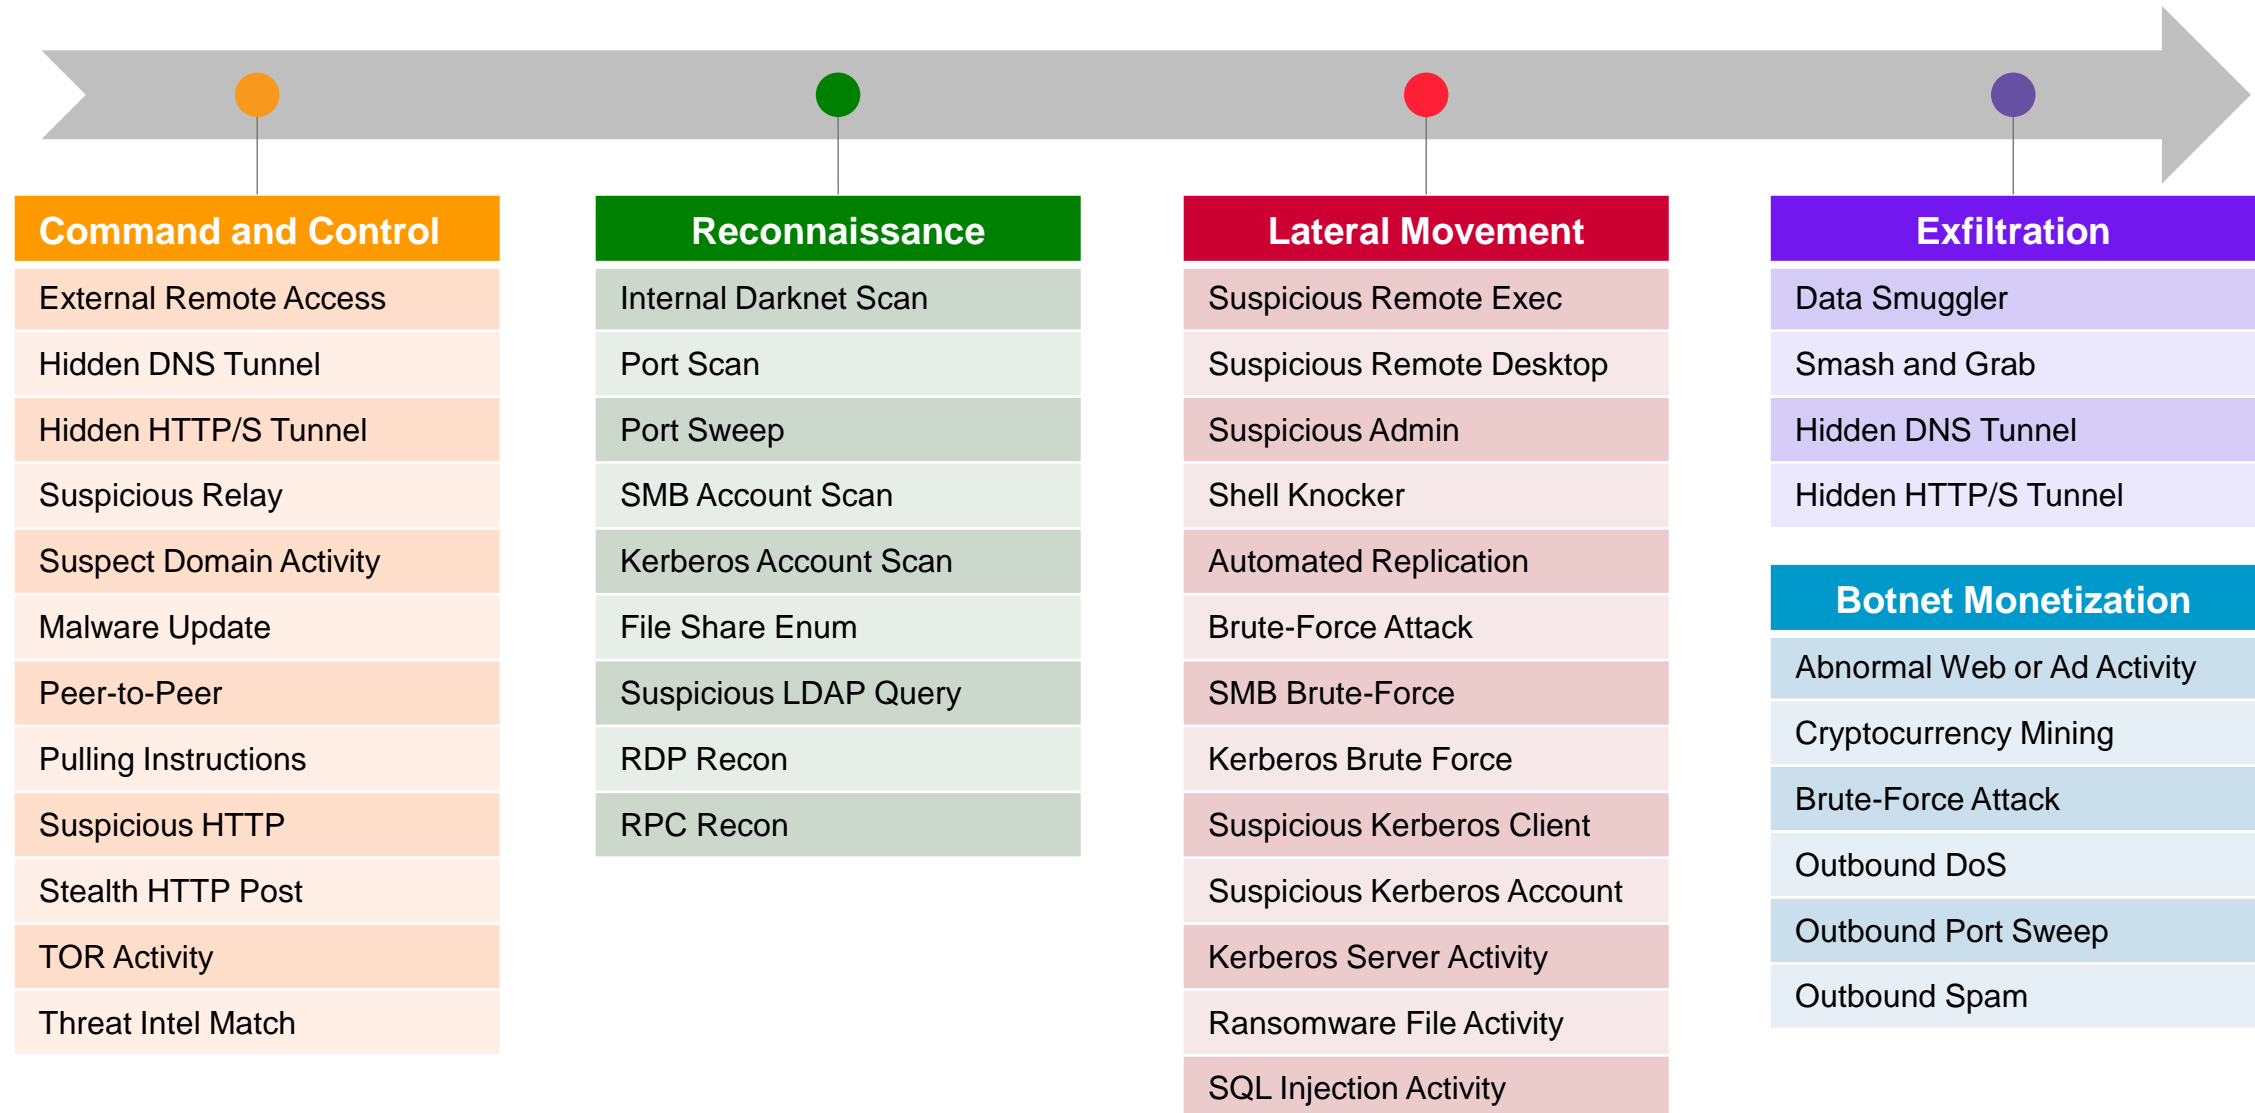 Command and Control
External Remote Access
Hidden DNS Tunnel
Hidden HTTP/S Tunnel
Suspicious Relay
Suspect Domain Activity
Malware Update
Peer-to-Peer
Pulling Instructions
Suspicious HTTP
Stealth HTTP Post
TOR Activity
Threat Intel Match
Reconnaissance
Internal Darknet Scan
Port Scan
Port Sweep
SMB Account Scan
Kerberos Account Scan
File Share Enum
Suspicious LDAP Query
RDP Recon
RPC Recon
Lateral Movement
Suspicious Remote Exec
Suspicious Remote Desktop
Suspicious Admin
Shell Knocker
Automated Replication
Brute-Force Attack
SMB Brute-Force
Kerberos Brute Force
Suspicious Kerberos Client
Suspicious Kerberos Account
Kerberos Server Activity
Ransomware File Activity
SQL Injection Activity
Exfiltration
Data Smuggler
Smash and Grab
Hidden DNS Tunnel
Hidden HTTP/S Tunnel
Botnet Monetization
Abnormal Web or Ad Activity
Cryptocurrency Mining
Brute-Force Attack
Outbound DoS
Outbound Port Sweep
Outbound Spam